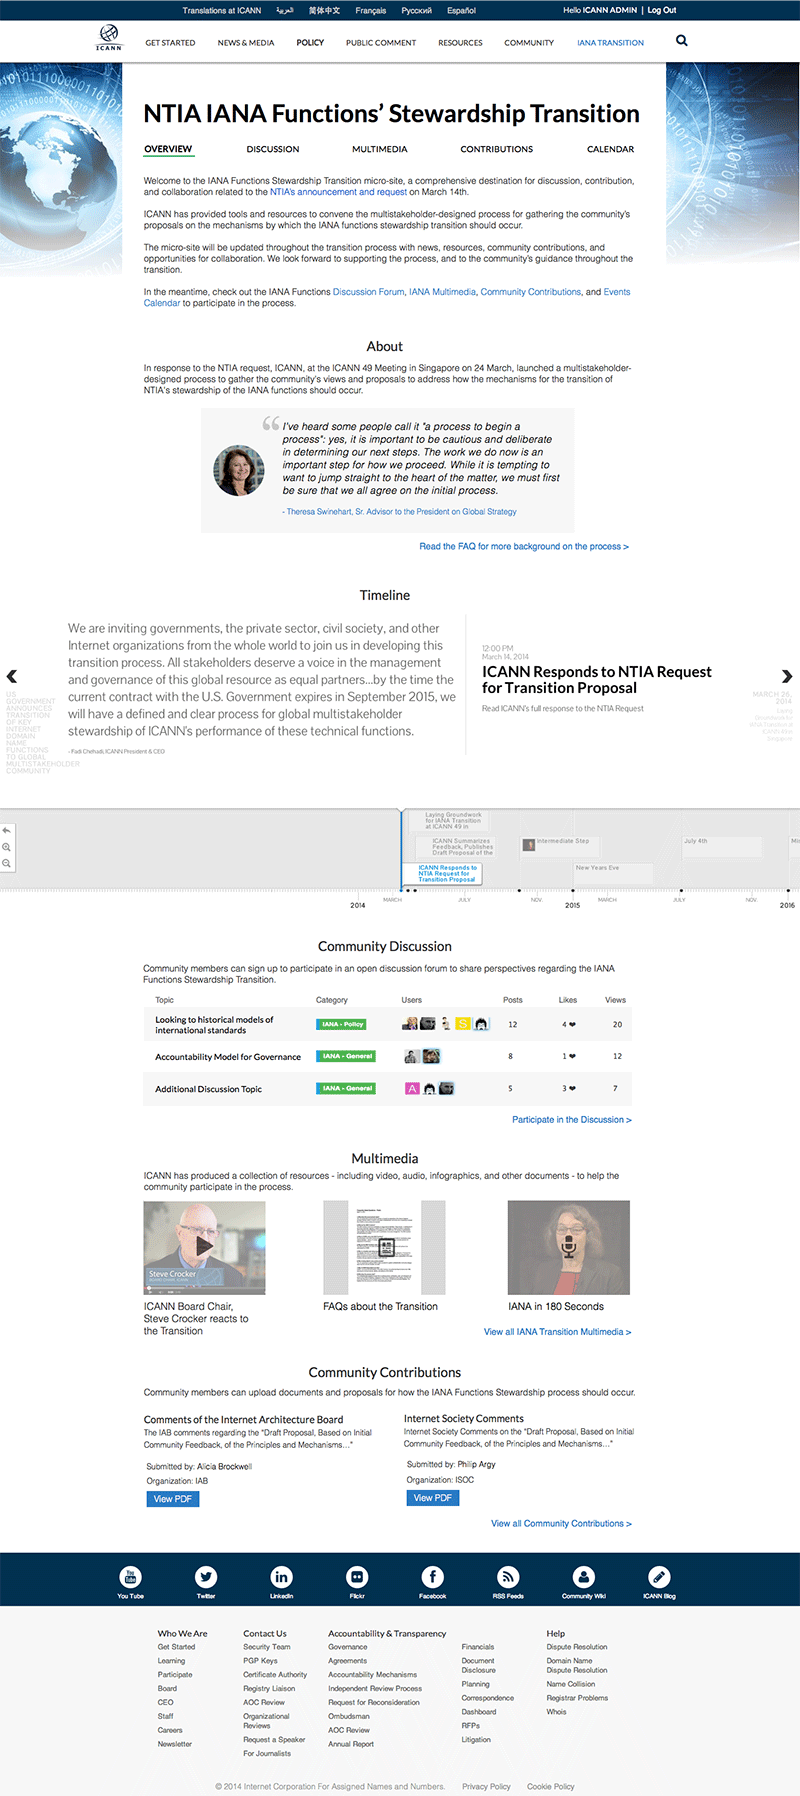 Translations at ICANN العربية 简体中文 Français Русский Español Hello ICANN ADMIN | Log Out
ICANN
GET STARTED NEWS & MEDIA POLICY PUBLIC COMMENT RESOURCES COMMUNITY IANA TRANSITION
NTIA IANA Functions' Stewardship Transition
OVERVIEW DISCUSSION MULTIMEDIA CONTRIBUTIONS CALENDAR
Welcome to the IANA Functions Stewardship Transition micro-site, a comprehensive destination for discussion, contribution,
and collaboration related to the NTIA's announcement and request on March 14th.
ICANN has provided tools and resources to convene the multistakeholder-designed process for gathering the community's
proposals on the mechanisms by which the IANA functions stewardship transition should occur.
The micro-site will be updated throughout the transition process with news, resources, community contributions, and
opportunities for collaboration. We look forward to supporting the process, and to the community's guidance throughout the
transition.
In the meantime, check out the IANA Functions Discussion Forum, IANA Multimedia, Community Contributions, and Events
Calendar to participate in the process.
About
In response to the NTIA request, ICANN, at the ICANN 49 Meeting in Singapore on 24 March, launched a multistakeholder-
designed process to gather the community's views and proposals to address how the mechanisms for the transition of
NTIA's stewardship of the IANA functions should occur.
“ I've heard some people call it "a process to begin a
process": yes, it is important to be cautious and deliberate
in determining our next steps. The work we do now is an
important step for how we proceed. While it is tempting to
want to jump straight to the heart of the matter, we must first
be sure that we all agree on the initial process.
- Theresa Swinehart, Sr. Advisor to the President on Global Strategy
Read the FAQ for more background on the process >
Timeline
We are inviting governments, the private sector, civil society, and other
Internet organizations from the whole world to join us in developing this
transition process. All stakeholders deserve a voice in the management
and governance of this global resource as equal partners...by the time the
current contract with the U.S. Government expires in September 2015, we
will have a defined and clear process for global multistakeholder
stewardship of ICANN's performance of these technical functions.
- Fadi Chehadi, ICANN President & CEO
12:00 PM
March 14, 2014
ICANN Responds to NTIA Request
for Transition Proposal
Read ICANN's full response to the NTIA Request
US
GOVERNMENT
ANNOUNCES
TRANSITION
OF KEY
INTERNET
DOMAIN
NAME
FUNCTIONS
TO GLOBAL
MULTISTAKEHOLDER
COMMUNITY
MARCH 26,
2014
Laying
Groundwork for
IANA Transition at
ICANN 49 in
Singapore
Laying Groundwork
for IANA Transition
at ICANN 49 in
ICANN Summarizes
Feedback, Publishes
Draft Proposal of the
ICANN Responds to
NTIA Request for
Transition Proposal
Intermediate Step
New Years Eve
July 4th
2014 MARCH JULY NOV. 2015 MARCH JULY NOV. 2016
Community Discussion
Community members can sign up to participate in an open discussion forum to share perspectives regarding the IANA
Functions Stewardship Transition.
Topic Category Users Posts Likes Views
Looking to historical models of
international standards
IANA - Policy S 12 4 ❤ 20
Accountability Model for Governance IANA - General 8 1 ❤ 12
Additional Discussion Topic IANA - General A 5 3 ❤ 7
Participate in the Discussion >
Multimedia
ICANN has produced a collection of resources - including video, audio, infographics, and other documents - to help the
community participate in the process.
Steve Crocker
ICANN Board Chair,
Steve Crocker reacts to
the Transition
FAQs about the Transition
IANA in 180 Seconds
View all IANA Transition Multimedia >
Community Contributions
Community members can upload documents and proposals for how the IANA Functions Stewardship process should occur.
Comments of the Internet Architecture Board
The IAB comments regarding the "Draft Proposal, Based on Initial
Community Feedback, of the Principles and Mechanisms..."
Submitted by: Alicia Brockwell
Organization: IAB
View PDF
Internet Society Comments
Internet Society Comments on the "Draft Proposal, Based on Initial
Community Feedback, of the Principles and Mechanisms..."
Submitted by: Philip Argy
Organization: ISOC
View PDF
View all Community Contributions >
You Tube Twitter LinkedIn Flickr Facebook RSS Feeds Community Wiki ICANN Blog
Who We Are
Get Started
Learning
Participate
Board
CEO
Staff
Careers
Newsletter
Contact Us
Security Team
PGP Keys
Certificate Authority
Registry Liaison
AOC Review
Organizational
Reviews
Request a Speaker
For Journalists
Accountability & Transparency
Governance
Agreements
Accountability Mechanisms
Independent Review Process
Request for Reconsideration
Ombudsman
AOC Review
Annual Report
Financials
Document
Disclosure
Planning
Correspondence
Dashboard
RFPs
Litigation
Help
Dispute Resolution
Domain Name
Dispute Resolution
Name Collision
Registrar Problems
Whois
© 2014 Internet Corporation For Assigned Names and Numbers. Privacy Policy Cookie Policy